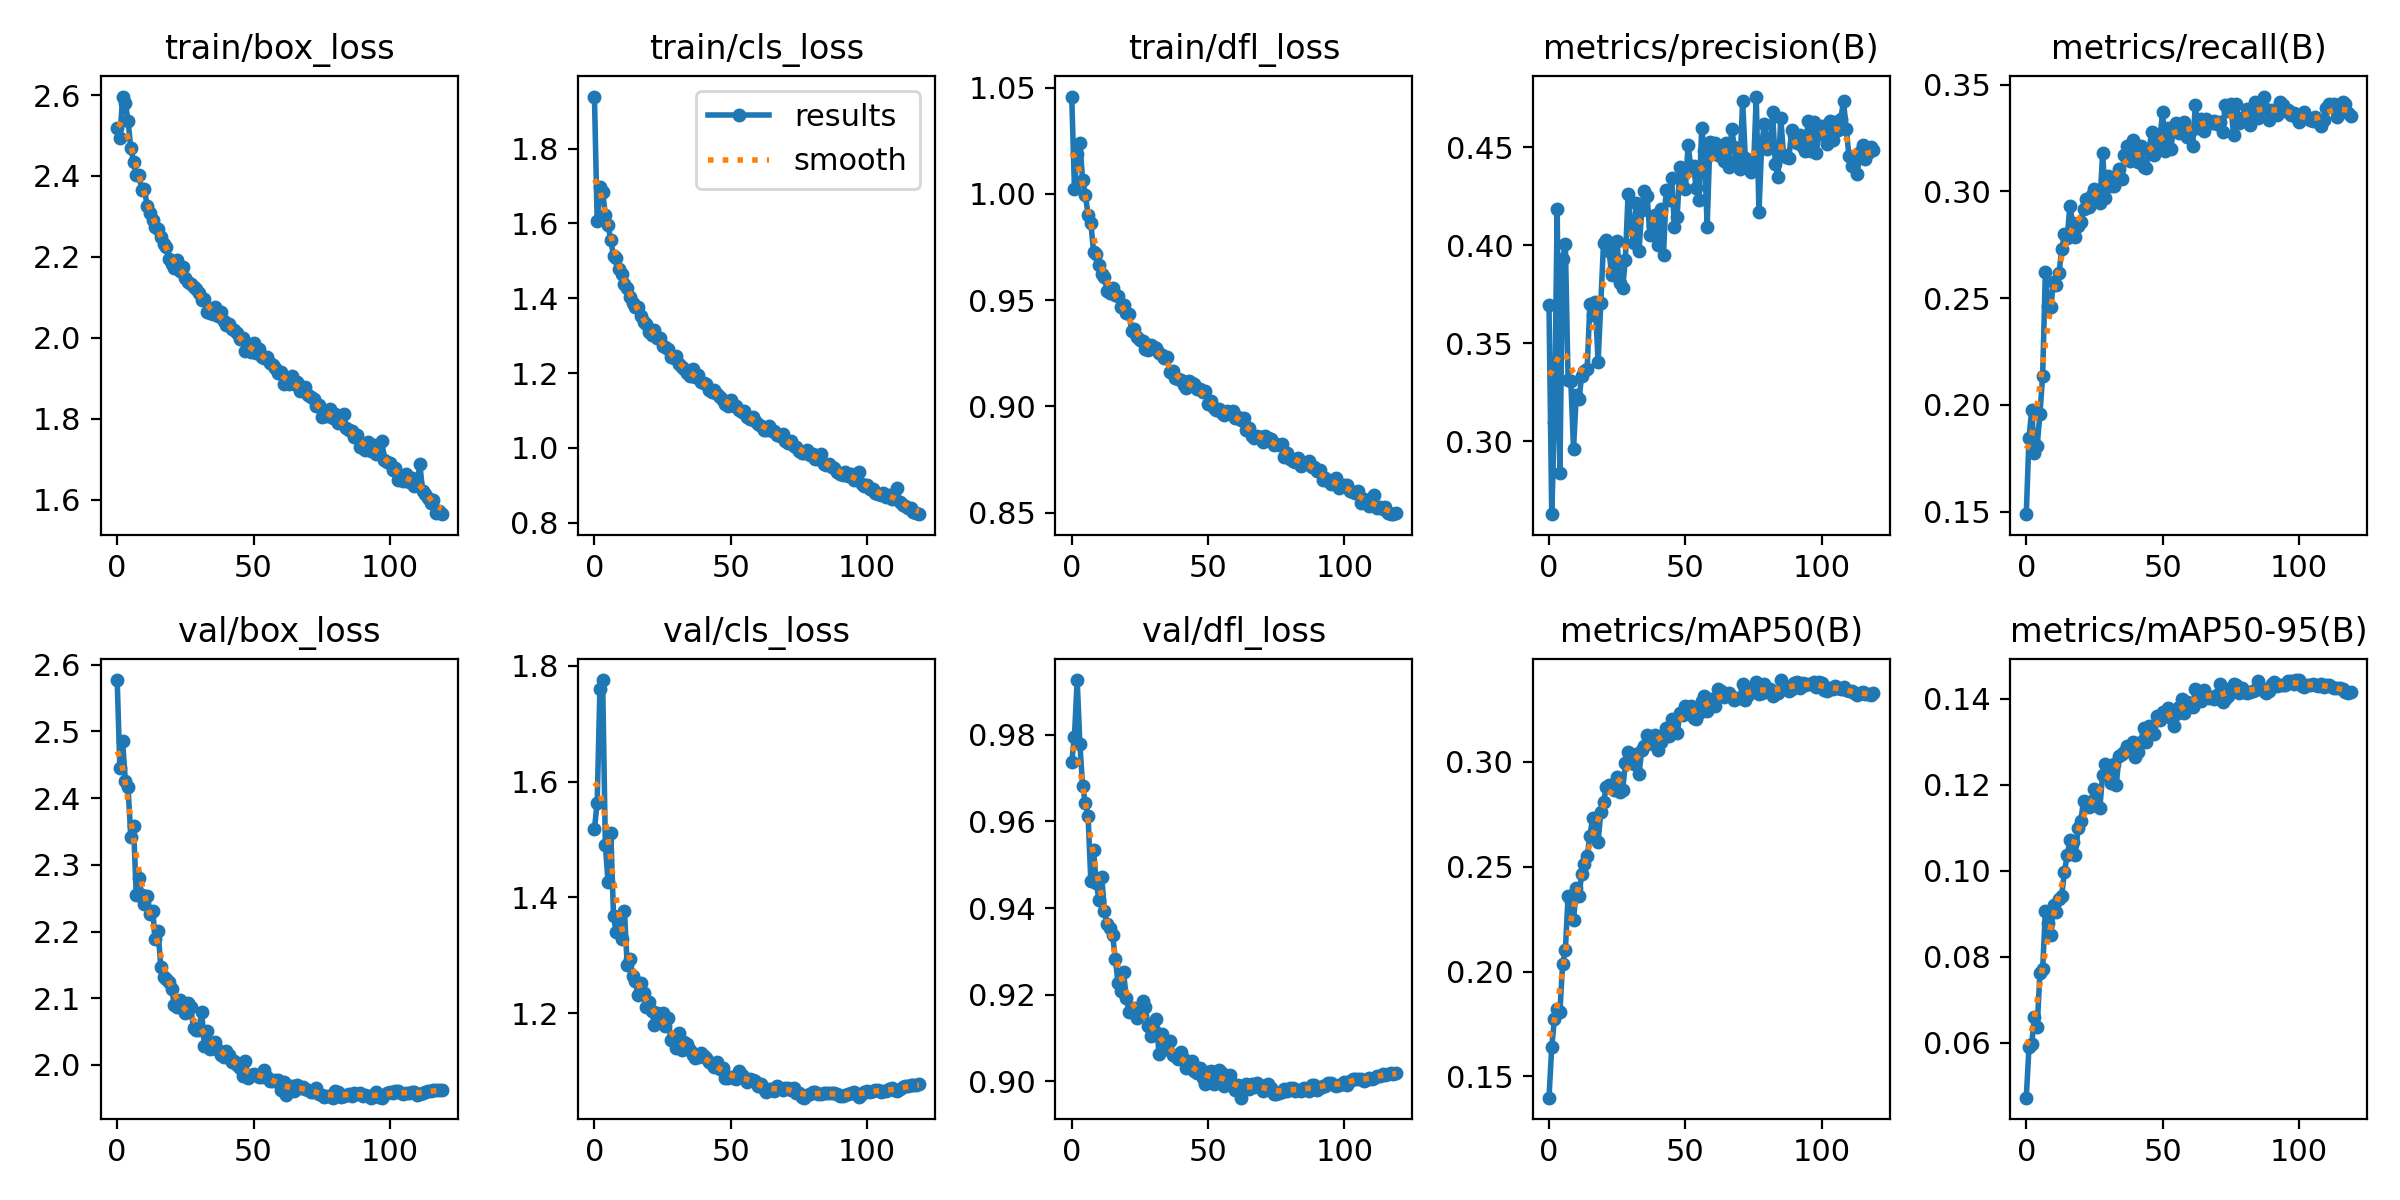 train/box_loss
2.6
2.4
2.2
2.0
1.8
1.6
0 50 100
train/cls_loss
results
smooth
1.8
1.6
1.4
1.2
1.0
0.8
0 50 100
train/dfl_loss
1.05
1.00
0.95
0.90
0.85
0 50 100
metrics/precision(B)
0.45
0.40
0.35
0.30
0 50 100
metrics/recall(B)
0.35
0.30
0.25
0.20
0.15
0 50 100
val/box_loss
2.6
2.5
2.4
2.3
2.2
2.1
2.0
0 50 100
val/cls_loss
1.8
1.6
1.4
1.2
0 50 100
val/dfl_loss
0.98
0.96
0.94
0.92
0.90
0 50 100
metrics/mAP50(B)
0.30
0.25
0.20
0.15
0 50 100
metrics/mAP50-95(B)
0.14
0.12
0.10
0.08
0.06
0 50 100